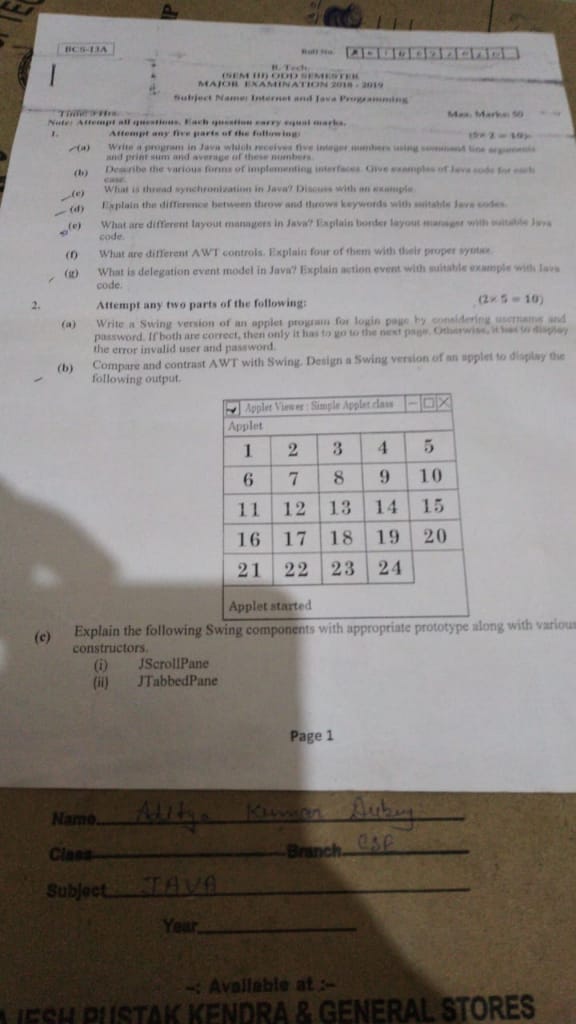 BCS-13A
Roll No.
B. Tech.
(SEM III) ODD SEMESTER
MAJOR EXAMINATION 2018 - 2019
Subject Name: Internet and Java Programming
Time: 3 Hrs. Max. Marks: 50
Note: Attempt all questions. Each question carry equal marks.
1. Attempt any five parts of the following: (5× 2 = 10)
(a) Write a program in Java which receives five integer numbers using command line arguments
and print sum and average of these numbers.
(b) Describe the various forms of implementing interfaces. Give examples of Java code for each
case.
(c) What is thread synchronization in Java? Discuss with an example
(d) Explain the difference between throw and throws keywords with suitable Java codes.
(e) What are different layout managers in Java? Explain border layout manager with suitable Java
code.
(f) What are different AWT controls. Explain four of them with their proper syntax.
(g) What is delegation event model in Java? Explain action event with suitable example with Java
code.
2. Attempt any two parts of the following: (2× 5 = 10)
(a) Write a Swing version of an applet program for login page by considering username and
password. If both are correct, then only it has to go to the next page. Otherwise, it has to display
the error invalid user and password.
(b) Compare and contrast AWT with Swing. Design a Swing version of an applet to display the
following output.
Applet Viewer : Simple Applet class
Applet
1 2 3 4 5
6 7 8 9 10
11 12 13 14 15
16 17 18 19 20
21 22 23 24
Applet started
(c) Explain the following Swing components with appropriate prototype along with various
constructors.
(i) JScrollPane
(ii) JTabbedPane
Page 1
Name Aditya Kumar Dubey
Class Branch CSE
Subject JAVA
Year
-: Available at :-
PUSTAK KENDRA & GENERAL STORES